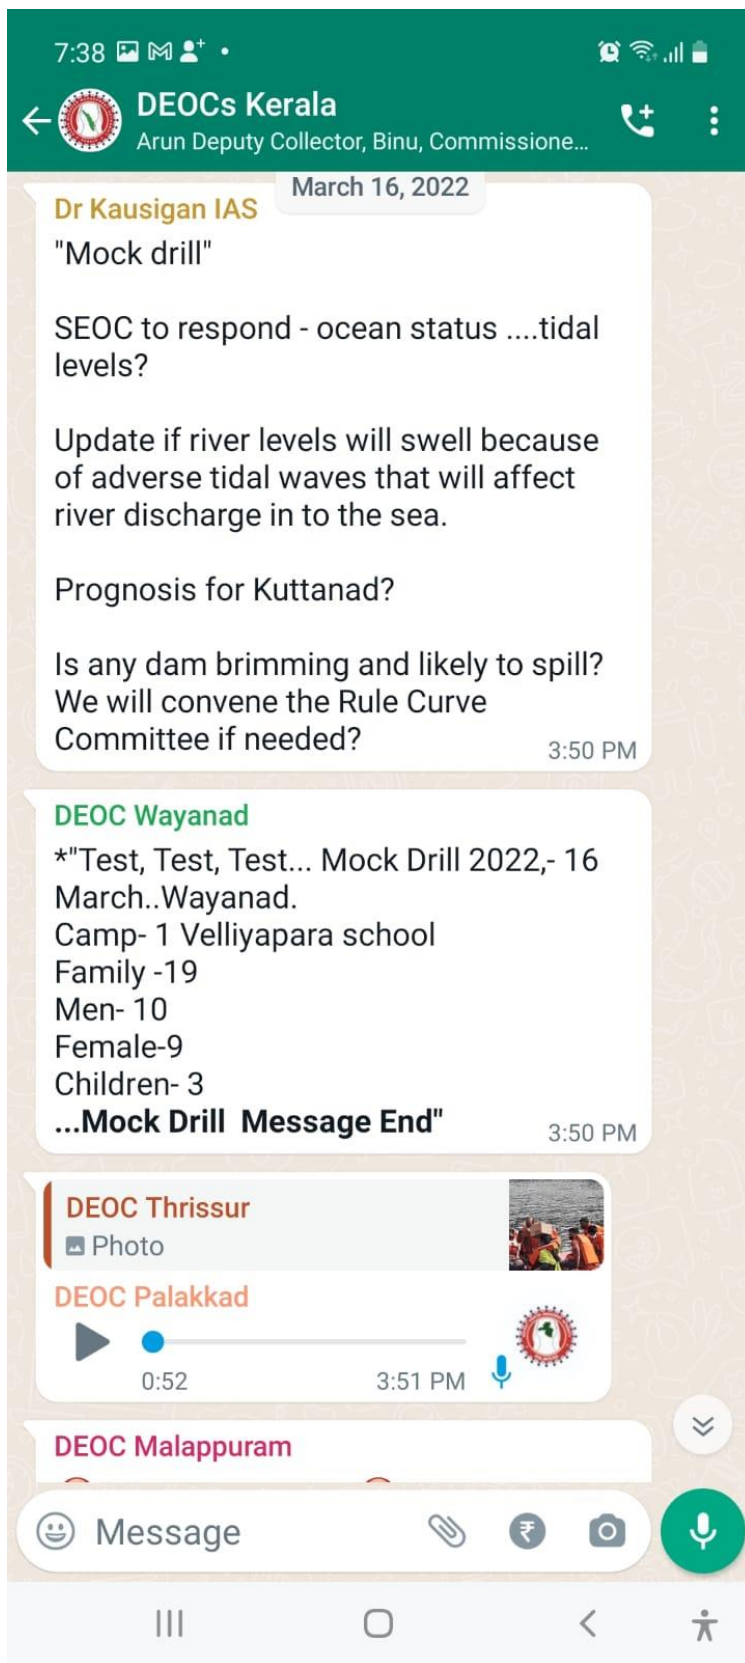 7:38
DEOCs Kerala
Arun Deputy Collector, Binu, Commissione...
March 16, 2022
Dr Kausigan IAS
"Mock drill"
SEOC to respond - ocean status ....tidal
levels?
Update if river levels will swell because
of adverse tidal waves that will affect
river discharge in to the sea.
Prognosis for Kuttanad?
Is any dam brimming and likely to spill?
We will convene the Rule Curve
Committee if needed?
3:50 PM
DEOC Wayanad
*"Test, Test, Test... Mock Drill 2022,- 16
March..Wayanad.
Camp- 1 Velliyapara school
Family -19
Men- 10
Female-9
Children- 3
...Mock Drill  Message End"
3:50 PM
DEOC Thrissur
Photo
DEOC Palakkad
0:52 3:51 PM
DEOC Malappuram
Message